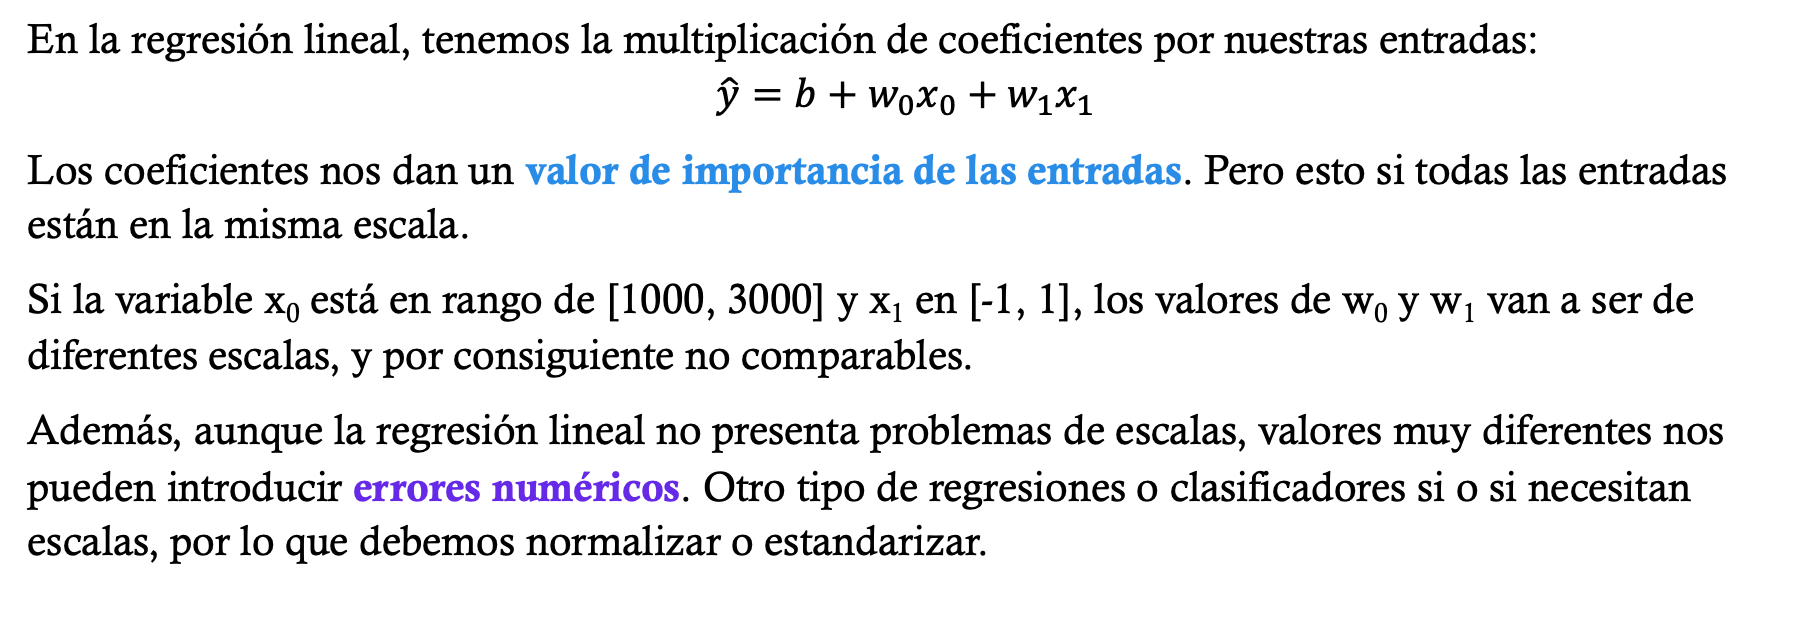 En la regresión lineal, tenemos la multiplicación de coeficientes por nuestras entradas:
ŷ = b + w₀x₀ + w₁x₁
Los coeficientes nos dan un valor de importancia de las entradas. Pero esto si todas las entradas
están en la misma escala.
Si la variable x₀ está en rango de [1000, 3000] y x₁ en [-1, 1], los valores de w₀ y w₁ van a ser de
diferentes escalas, y por consiguiente no comparables.
Además, aunque la regresión lineal no presenta problemas de escalas, valores muy diferentes nos
pueden introducir errores numéricos. Otro tipo de regresiones o clasificadores si o si necesitan
escalas, por lo que debemos normalizar o estandarizar.